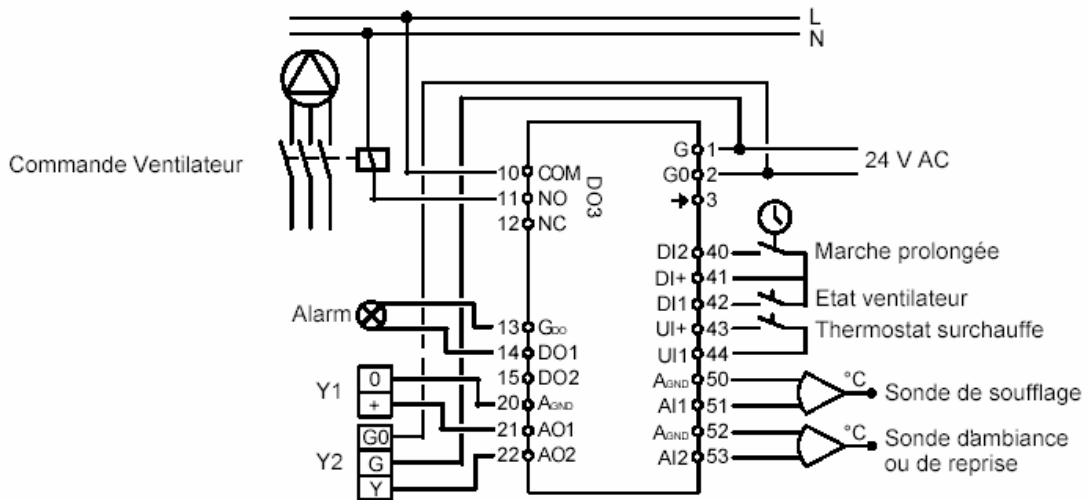 L
N
Commande Ventilateur
10 COM
11 NO
12 NC
DO3
G 1
G0 2
3
24 V AC
DI2 40 Marche prolongée
DI+ 41
DI1 42 Etat ventilateur
UI+ 43 Thermostat surchauffe
UI1 44
AGND 50
AI1 51
°C Sonde de soufflage
AGND 52
AI2 53
°C Sonde d'ambiance
ou de reprise
Alarm
13 GDO
14 DO1
15 DO2
20 AGND
21 AO1
22 AO2
Y1
0
+
Y2
G0
G
Y